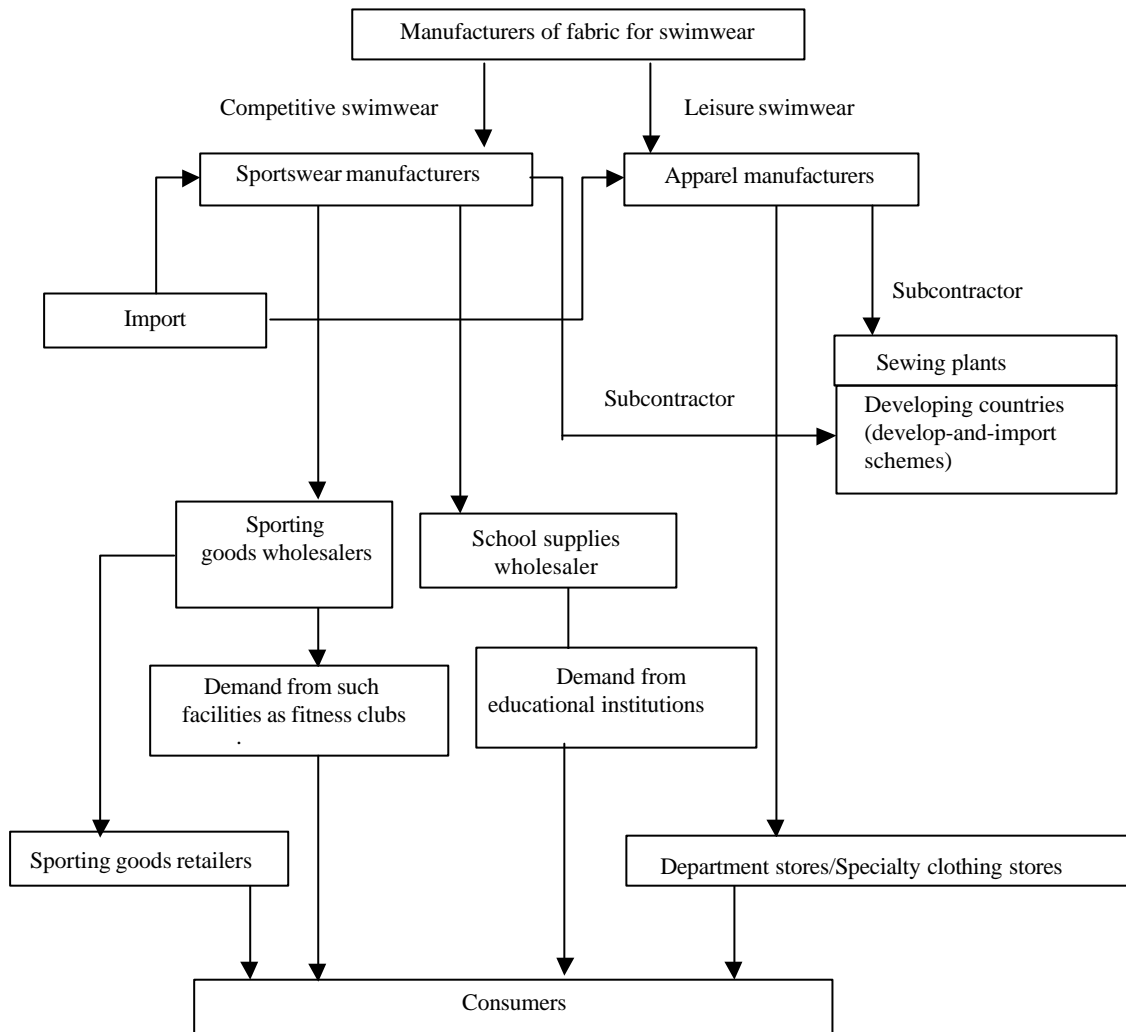 Manufacturers of fabric for swimwear
Competitive swimwear
Leisure swimwear
Sportswear manufacturers
Apparel manufacturers
Import
Subcontractor
Sewing plants
Subcontractor
Developing countries
(develop-and-import
schemes)
Sporting
goods wholesalers
School supplies
wholesaler
Demand from such
facilities as fitness clubs
.
Demand from
educational institutions
Sporting goods retailers
Department stores/Specialty clothing stores
Consumers